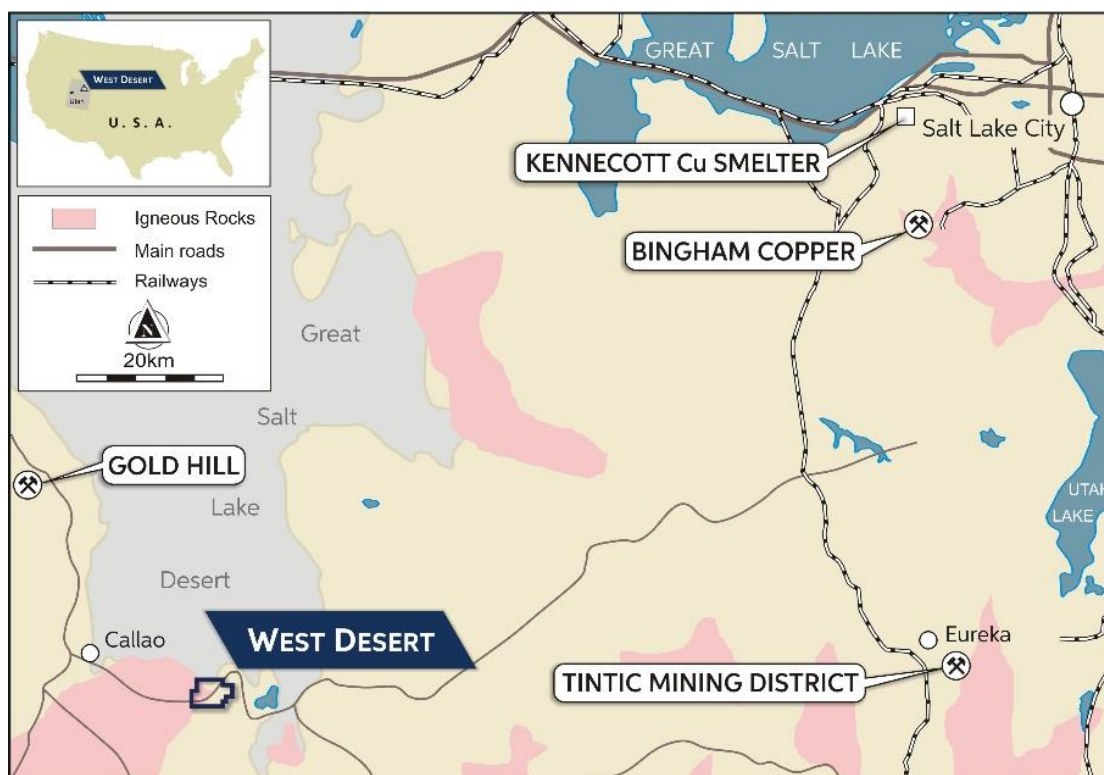 WEST DESERT
Utah
U. S. A.
Igneous Rocks
Main roads
Railways
N
20km
GREAT SALT LAKE
Salt Lake City
KENNECOTT Cu SMELTER
BINGHAM COPPER
Great
Salt
Lake
Desert
GOLD HILL
UTAH
LAKE
Callao
WEST DESERT
Eureka
TINTIC MINING DISTRICT